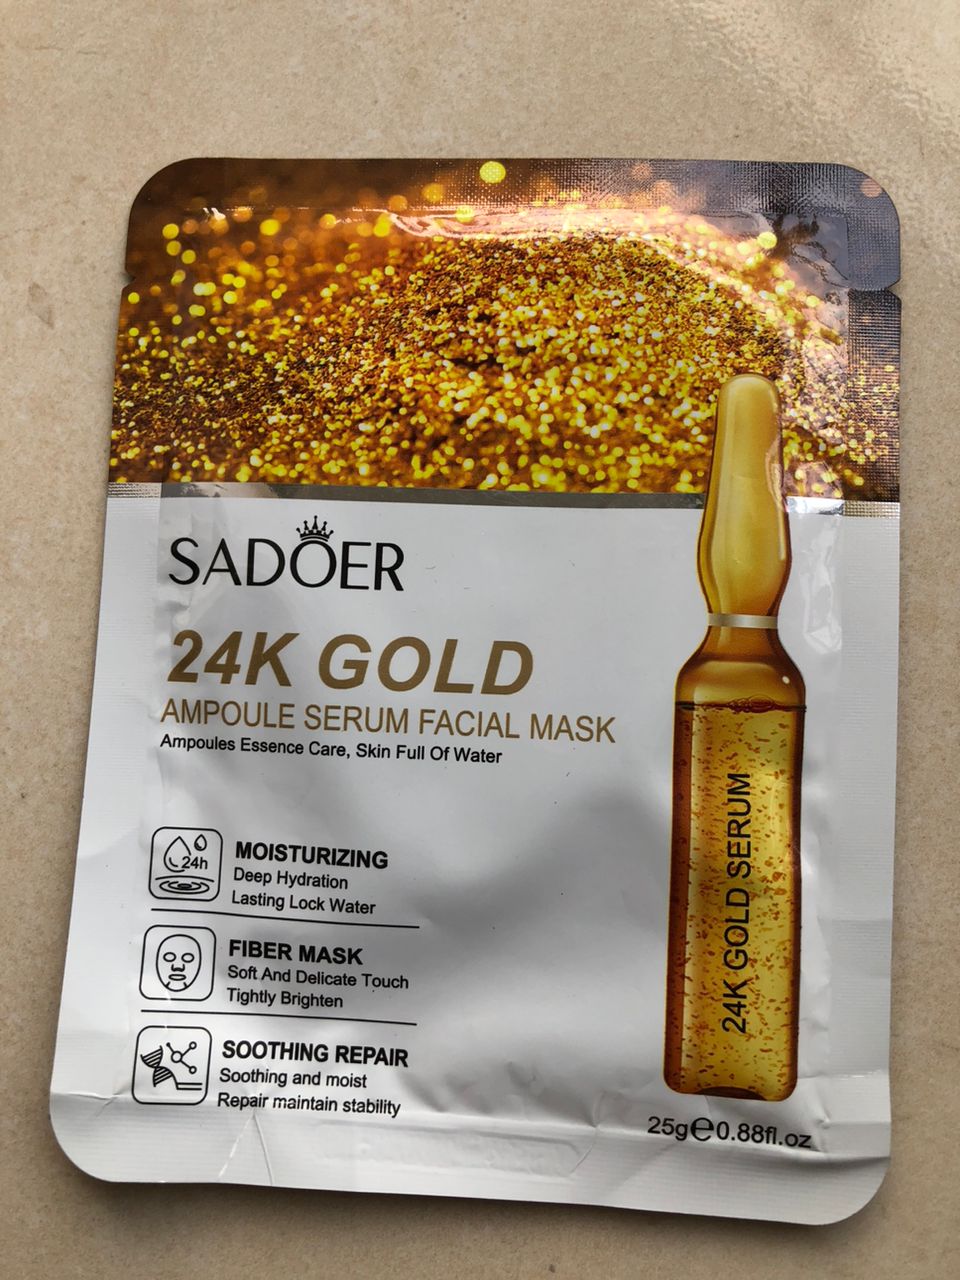 SADOER
24K GOLD
AMPOULE SERUM FACIAL MASK
Ampoules Essence Care, Skin Full Of Water
24h
MOISTURIZING
Deep Hydration
Lasting Lock Water
FIBER MASK
Soft And Delicate Touch
Tightly Brighten
SOOTHING REPAIR
Soothing and moist
Repair maintain stability
24K GOLD SERUM
25g℮0.88fl.oz